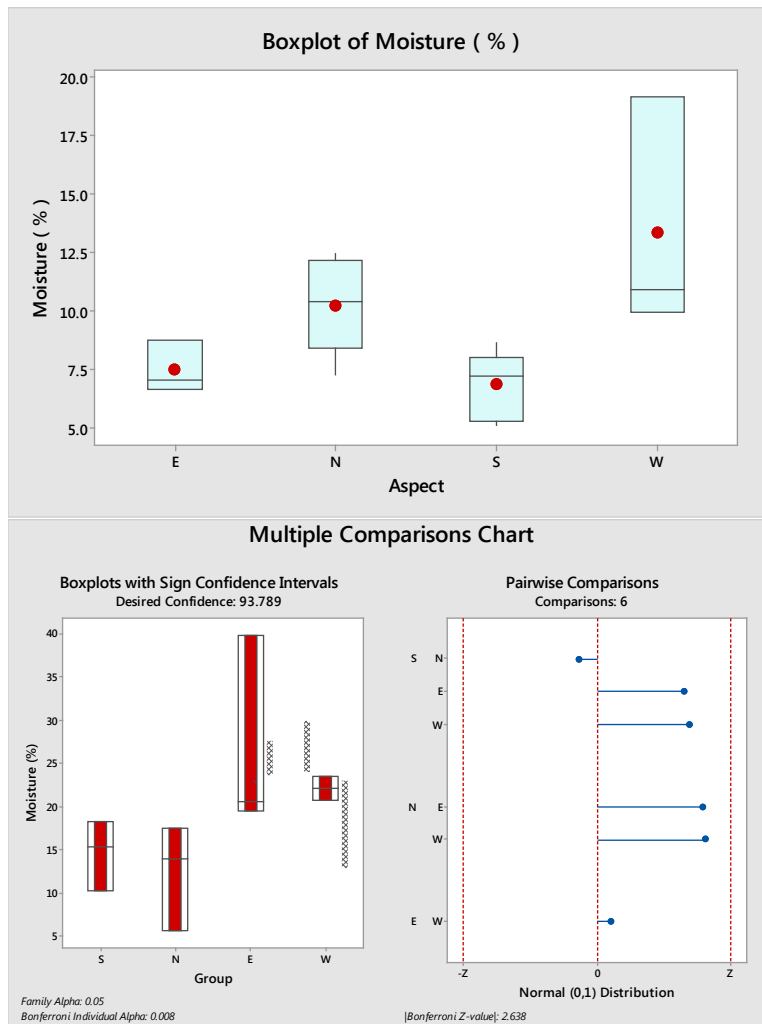 Boxplot of Moisture ( % )
20.0
17.5
15.0
12.5
10.0
7.5
5.0
Moisture ( % )
E N S W
Aspect
Multiple Comparisons Chart
Boxplots with Sign Confidence Intervals
Desired Confidence: 93.789
40
35
30
25
20
15
10
5
Moisture (%)
S N E W
Group
Family Alpha: 0.05
Bonferroni Individual Alpha: 0.008
Pairwise Comparisons
Comparisons: 6
S N
E
W
N E
W
E W
-Z 0 Z
Normal (0,1) Distribution
|Bonferroni Z-value|: 2.638